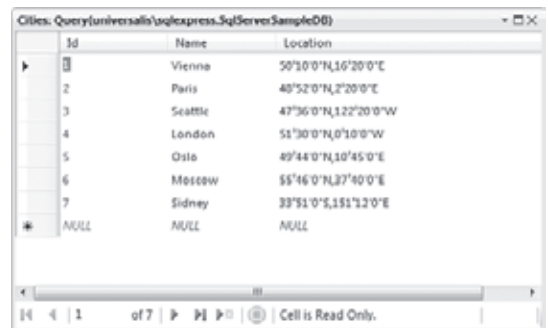 Cities: Query(universalis\sqlexpress.SqlServerSampleDB)
Id Name Location
1 Vienna 50°10'0"N,16°20'0"E
2 Paris 48°52'0"N,2°20'0"E
3 Seattle 47°36'0"N,122°20'0"W
4 London 51°30'0"N,0°10'0"W
5 Oslo 49°44'0"N,10°45'0"E
6 Moscow 55°46'0"N,37°40'0"E
7 Sidney 33°51'0"S,151°12'0"E
NULL NULL NULL
1 of 7 Cell is Read Only.